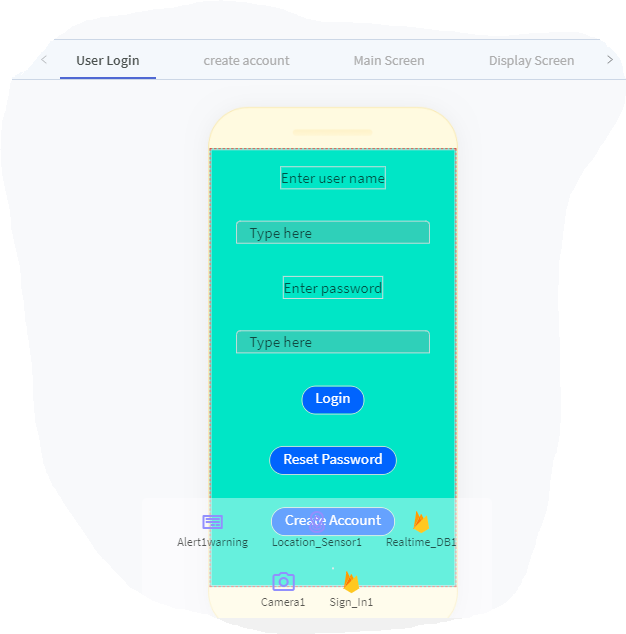 User Login create account Main Screen Display Screen
Enter user name
Type here
Enter password
Type here
Login
Reset Password
Create Account
Alert1warning Location_Sensor1 Realtime_DB1
Camera1 Sign_In1